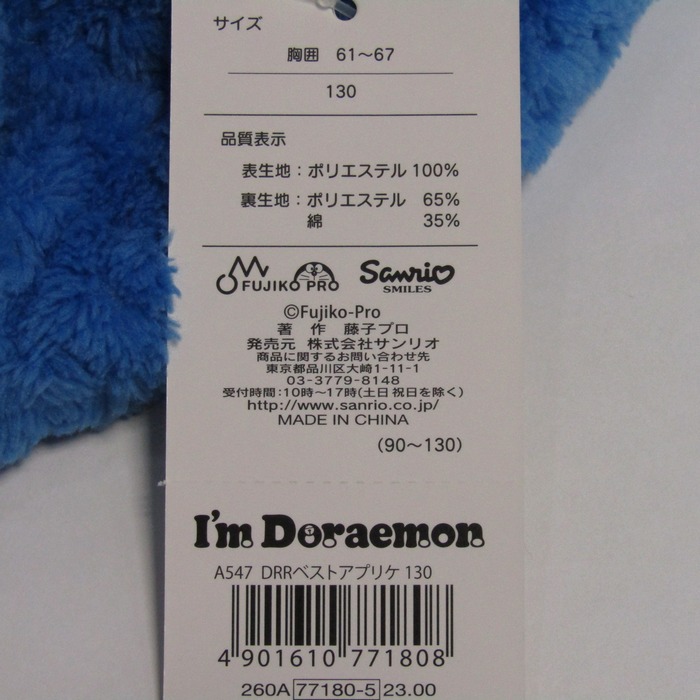 サイズ
胸囲 61～67
130
品質表示
表生地：ポリエステル 100%
裏生地：ポリエステル 65%
綿 35%
FUJIKO PRO Sanrio
SMILES
©Fujiko-Pro
著 作 藤子プロ
発売元 株式会社サンリオ
商品に関するお問い合わせ先
東京都品川区大崎1-11-1
03-3779-8148
受付時間：10時～17時(土日祝日を除く)
http://www.sanrio.co.jp/
MADE IN CHINA
（90～130）
I'm Doraemon
A547 DRRベストアプリケ 130
4 901610 771808
260A 77180-5 23.00